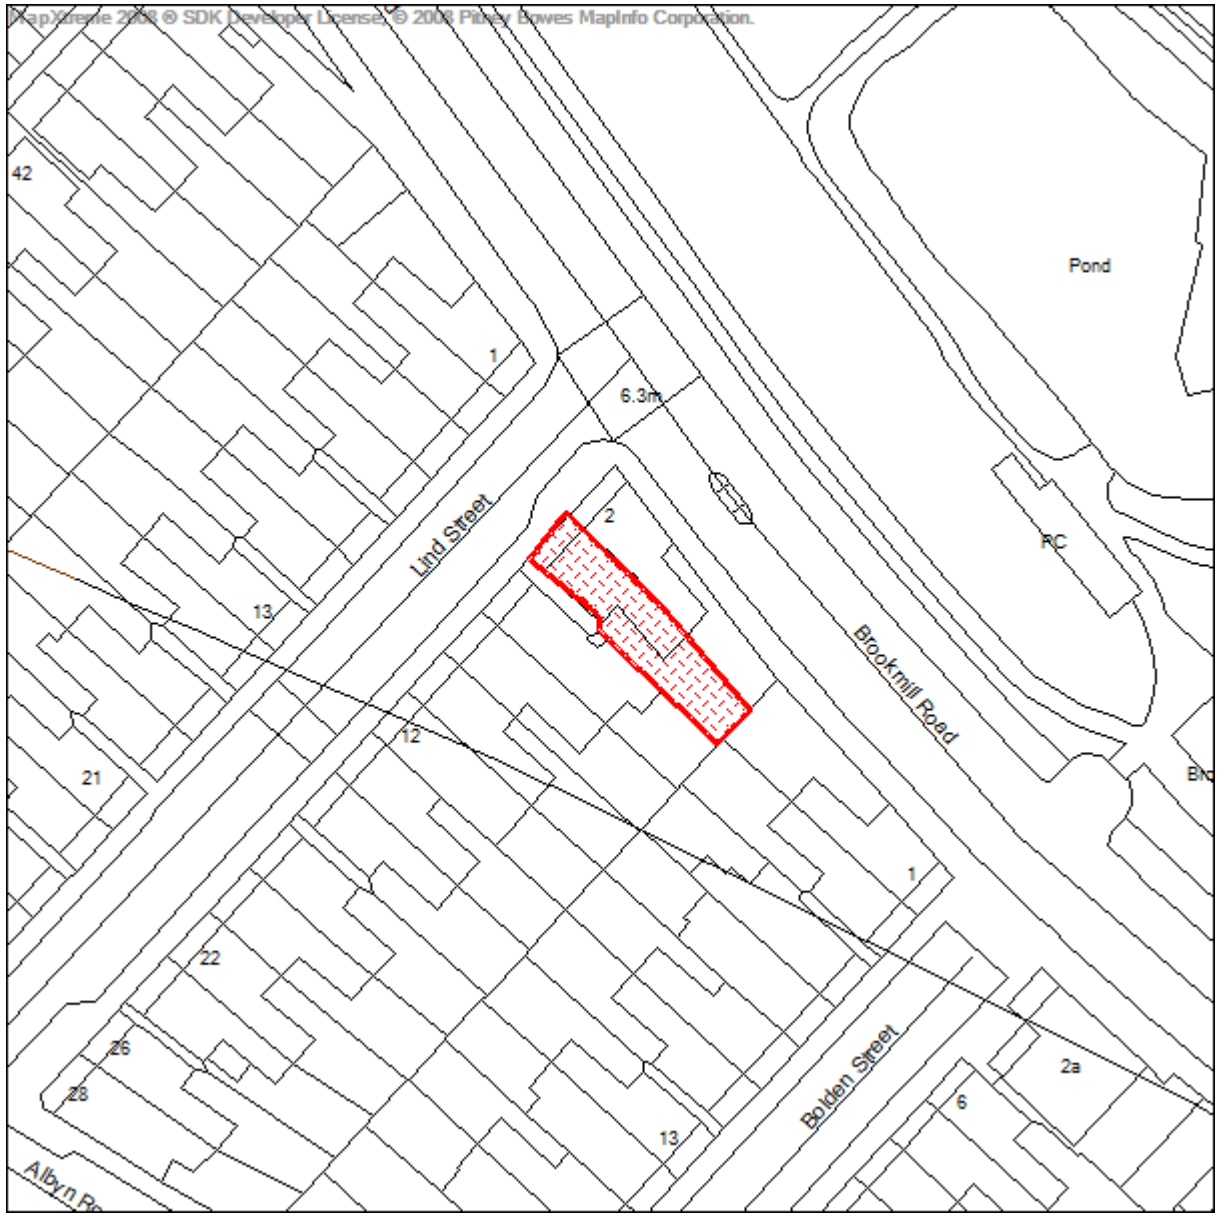 MapXtreme 2008 ® SDK Developer License, © 2008 Pitney Bowes MapInfo Corporation.
42
Pond
1
6.3m
Lind Street
2
PC
13
Brookmill Road
12
21
1
22
Bolden Street
26
2a
28
6
13
Albyn